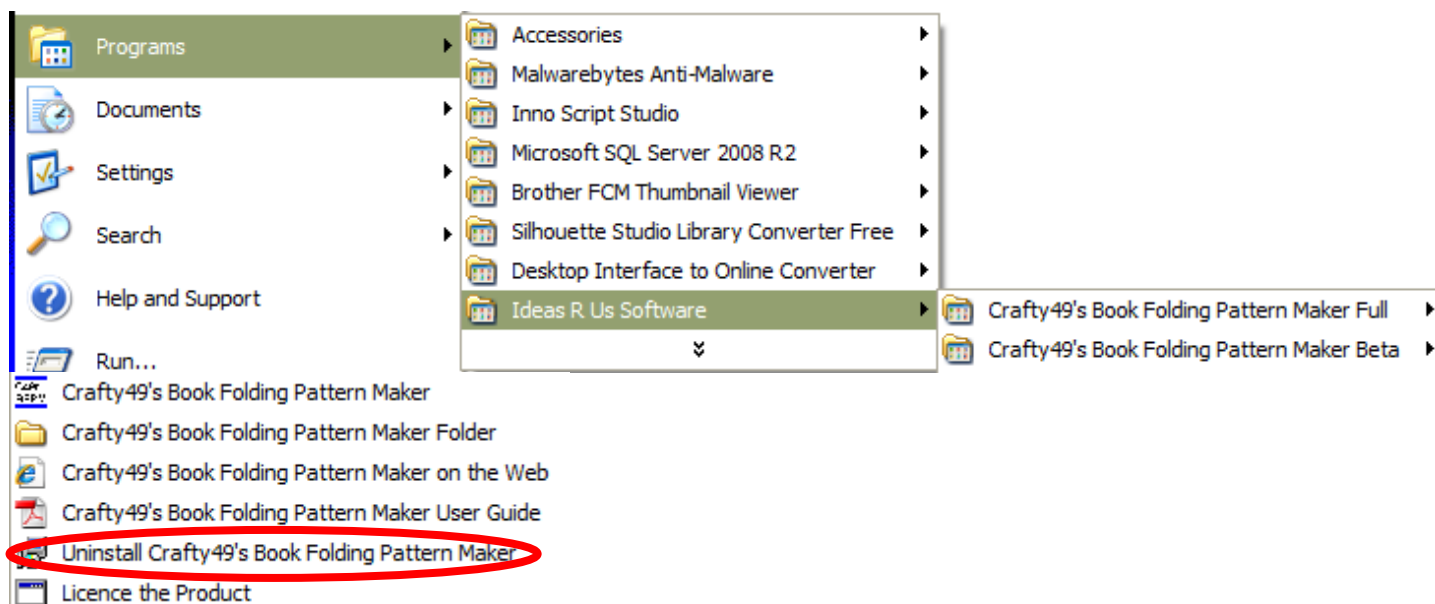 Programs
Documents
Settings
Search
Help and Support
Run...
Accessories
Malwarebytes Anti-Malware
Inno Script Studio
Microsoft SQL Server 2008 R2
Brother FCM Thumbnail Viewer
Silhouette Studio Library Converter Free
Desktop Interface to Online Converter
Ideas R Us Software
Crafty49's Book Folding Pattern Maker Full
Crafty49's Book Folding Pattern Maker Beta
Crafty49's Book Folding Pattern Maker
Crafty49's Book Folding Pattern Maker Folder
Crafty49's Book Folding Pattern Maker on the Web
Crafty49's Book Folding Pattern Maker User Guide
Uninstall Crafty49's Book Folding Pattern Maker
Licence the Product